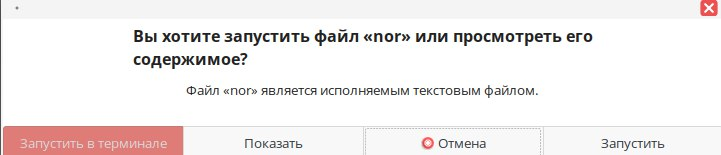 Вы хотите запустить файл «nor» или просмотреть его
содержимое?
Файл «nor» является исполняемым текстовым файлом.
Запустить в терминале Показать Отмена Запустить